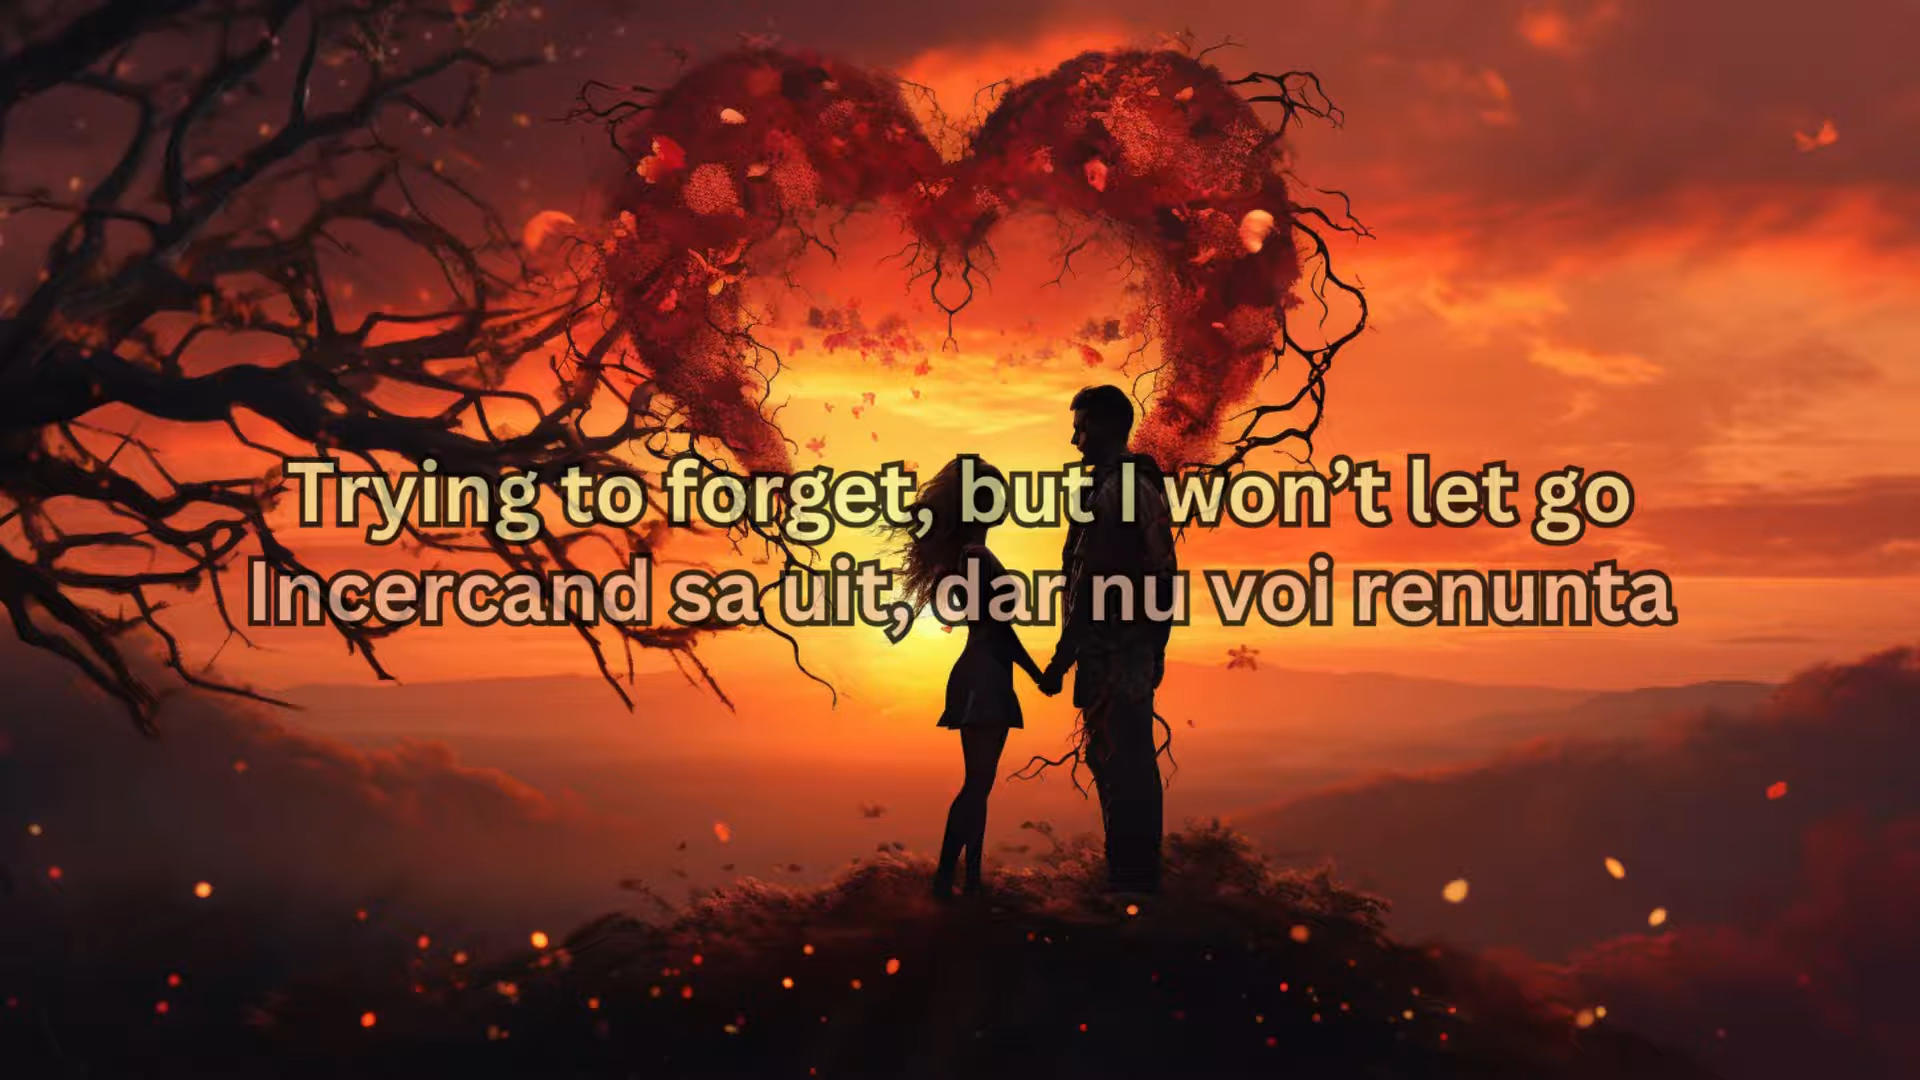 Trying to forget, but I won’t let go
Incercand sa uit, dar nu voi renunta